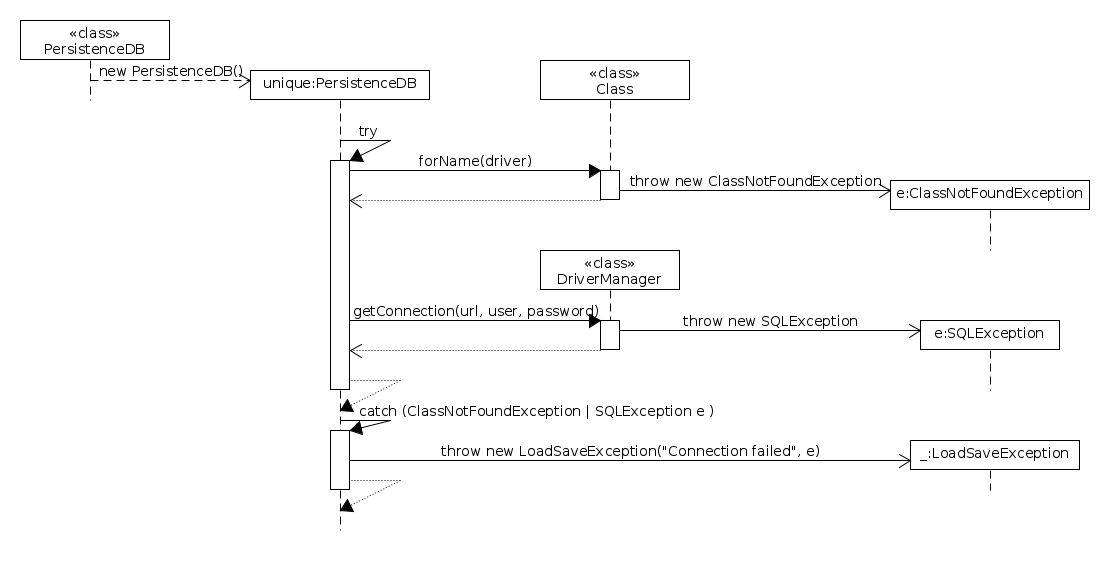 «class»
PersistenceDB
new PersistenceDB()
unique:PersistenceDB
«class»
Class
try
forName(driver)
throw new ClassNotFoundException
e:ClassNotFoundException
«class»
DriverManager
getConnection(url, user, password)
throw new SQLException
e:SQLException
catch (ClassNotFoundException | SQLException e )
throw new LoadSaveException("Connection failed", e)
_:LoadSaveException